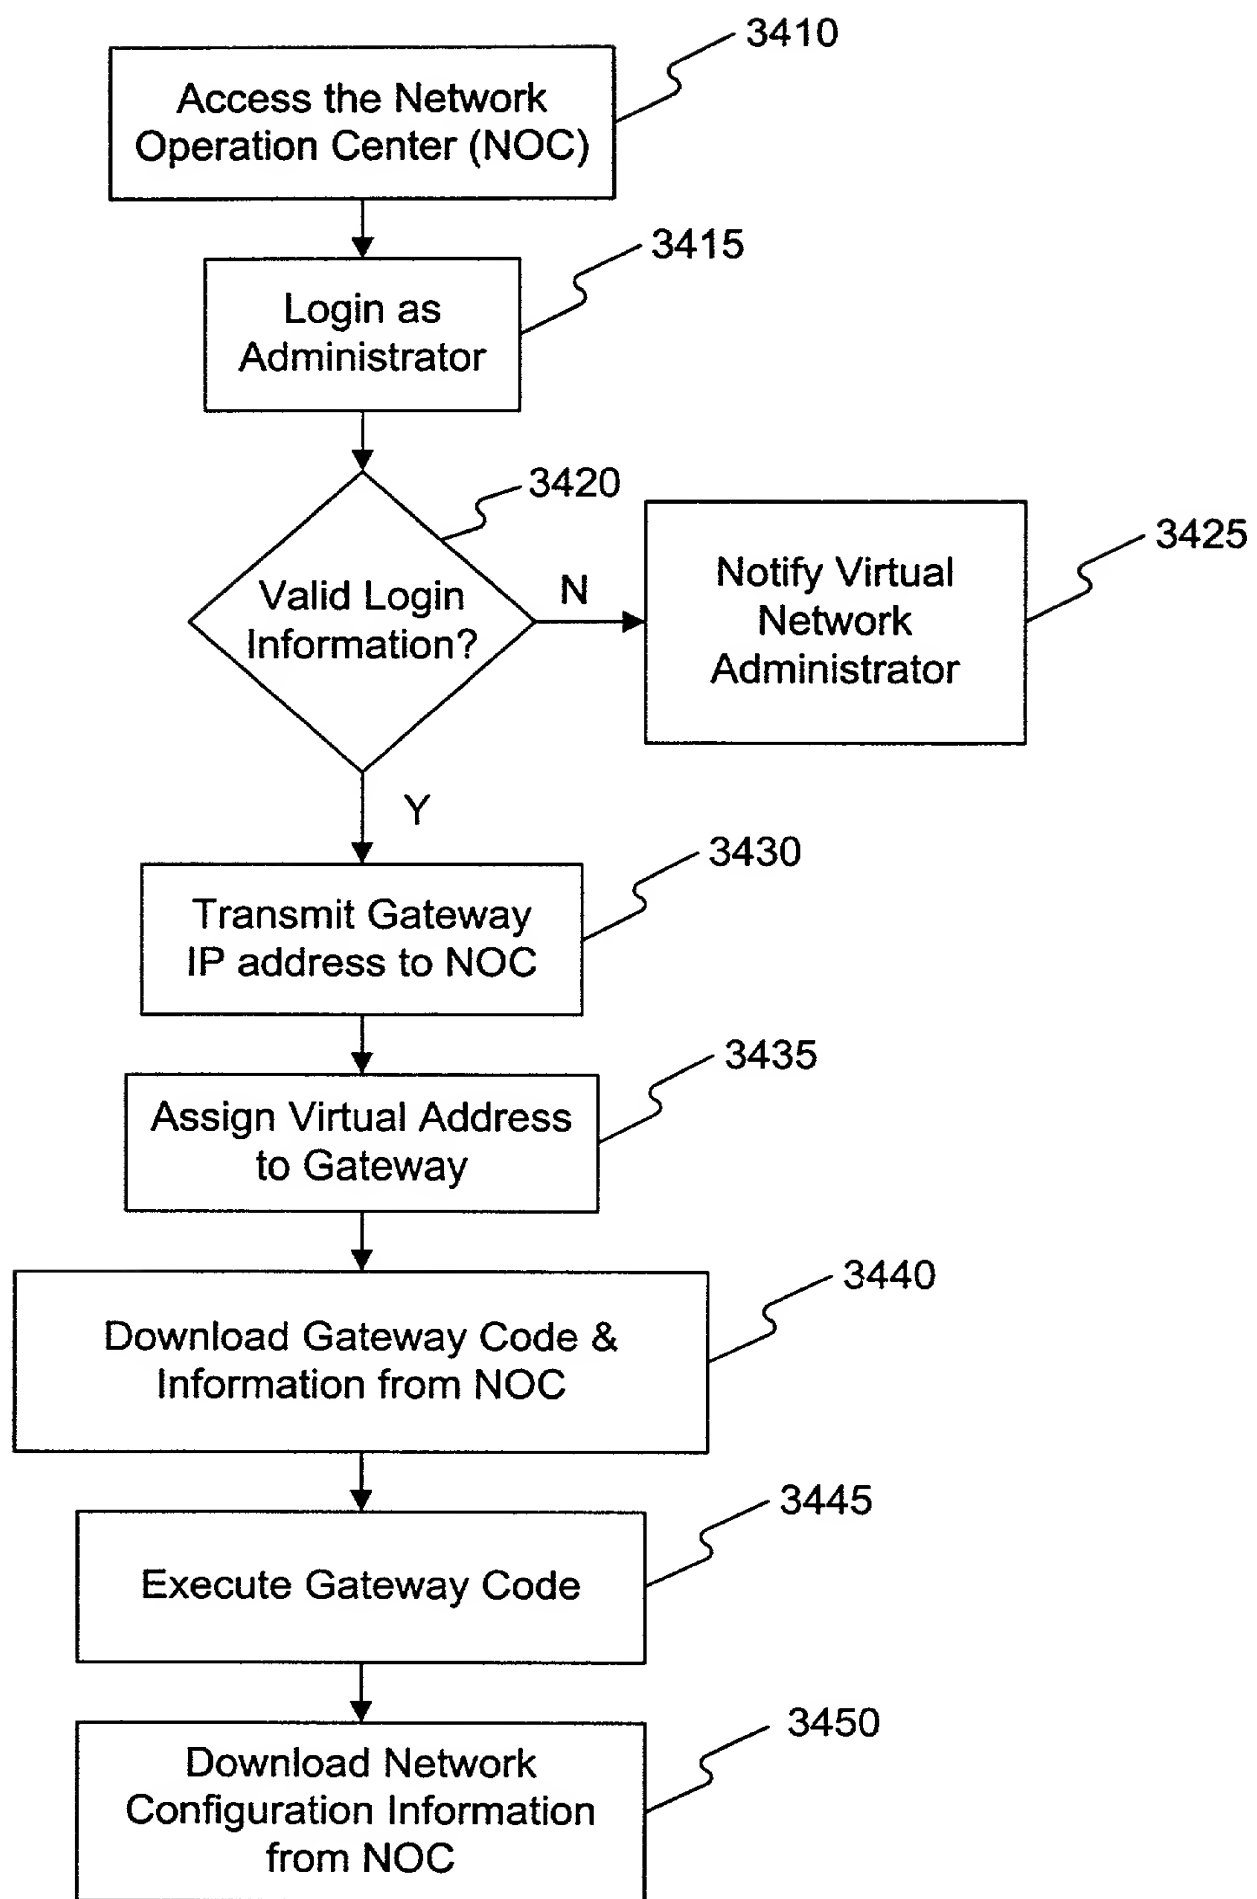 3410
Access the Network
Operation Center (NOC)
3415
Login as
Administrator
3420
Valid Login
Information?
N
3425
Notify Virtual
Network
Administrator
Y
3430
Transmit Gateway
IP address to NOC
3435
Assign Virtual Address
to Gateway
3440
Download Gateway Code &
Information from NOC
3445
Execute Gateway Code
3450
Download Network
Configuration Information
from NOC